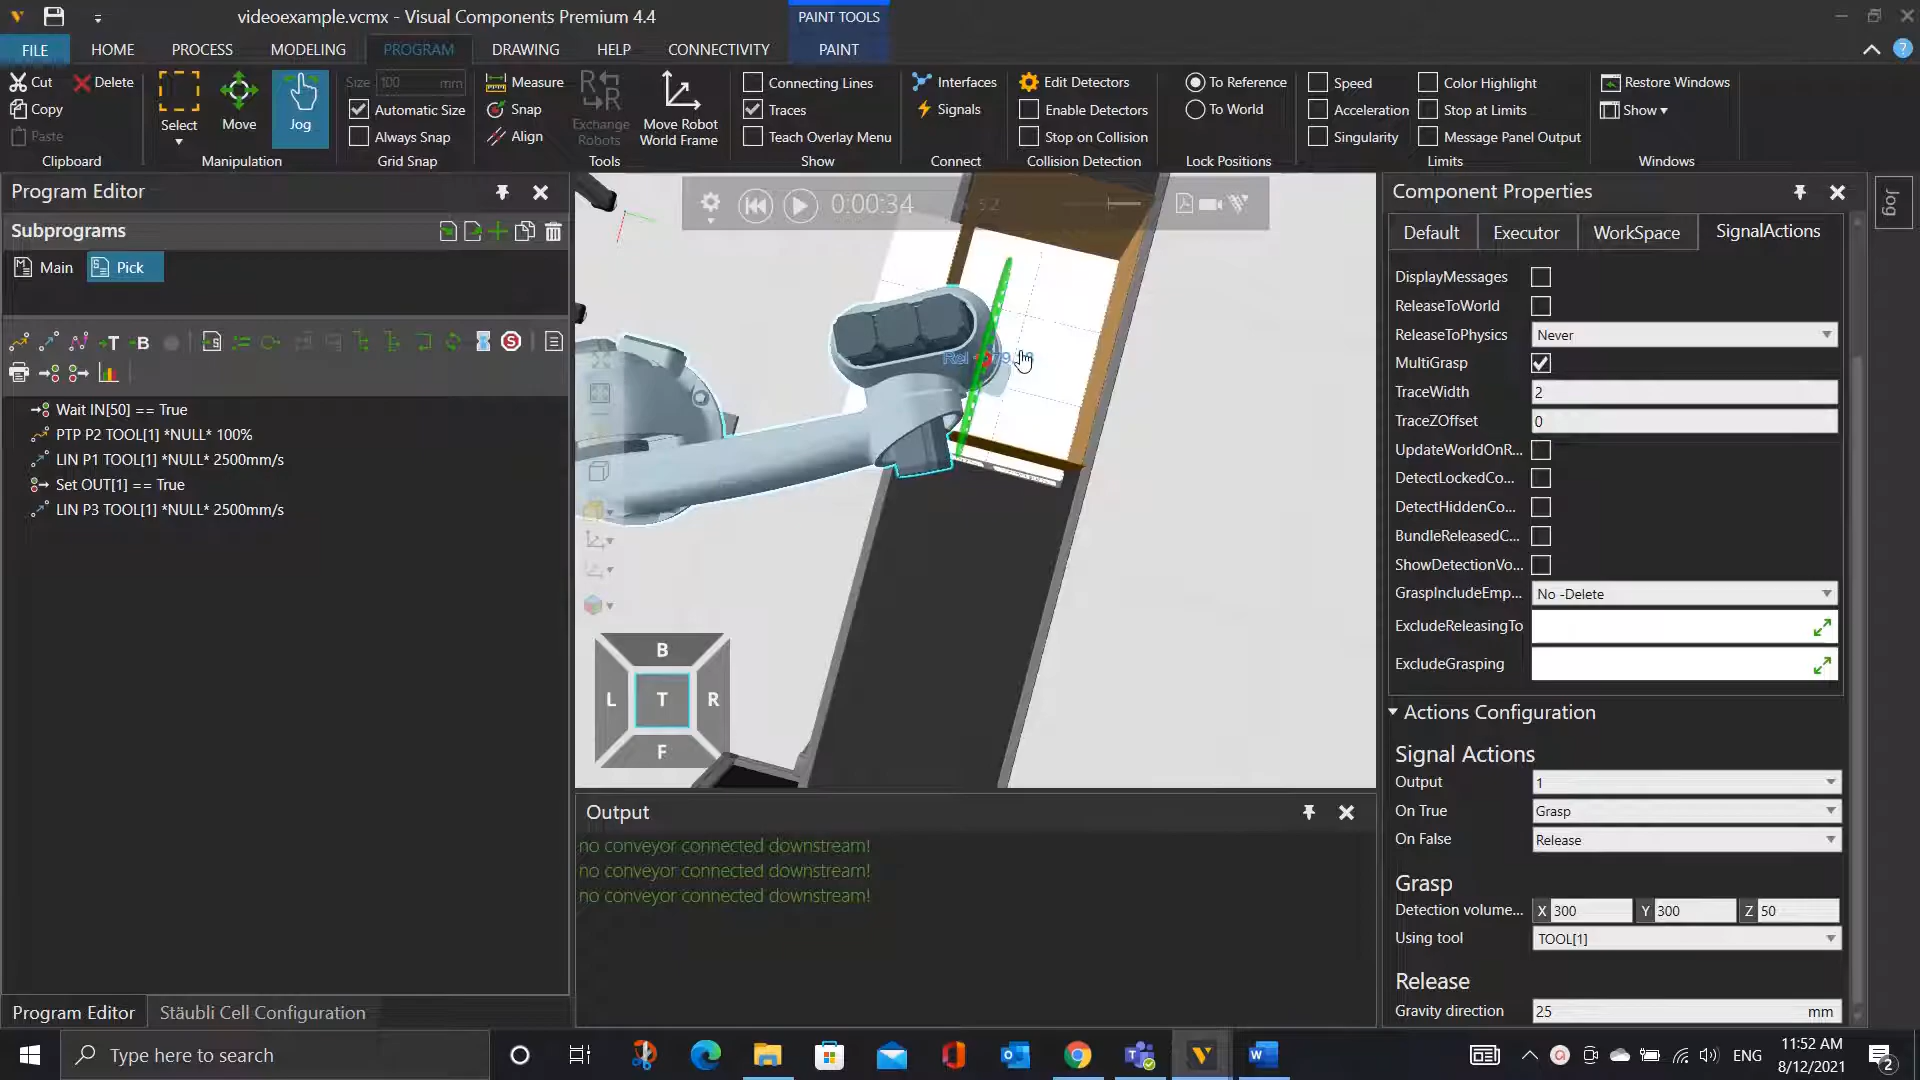 videoexample.vcmx - Visual Components Premium 4.4
PAINT TOOLS
FILE
HOME
PROCESS
MODELING
PROGRAM
DRAWING
HELP
CONNECTIVITY
PAINT
Cut
Delete
Copy
Paste
Clipboard
Select
Move
Jog
Manipulation
Size 100 mm
Automatic Size
Always Snap
Grid Snap
Measure
Snap
Align
Exchange Robots
Move Robot World Frame
Tools
Connecting Lines
Traces
Teach Overlay Menu
Show
Interfaces
Signals
Connect
Edit Detectors
Enable Detectors
Stop on Collision
Collision Detection
To Reference
To World
Lock Positions
Speed
Acceleration
Singularity
Color Highlight
Stop at Limits
Message Panel Output
Limits
Restore Windows
Show
Windows
Program Editor
Subprograms
Main
Pick
Wait IN[50] == True
PTP P2 TOOL[1] *NULL* 100%
LIN P1 TOOL[1] *NULL* 2500mm/s
Set OUT[1] == True
LIN P3 TOOL[1] *NULL* 2500mm/s
Program Editor
Stäubli Cell Configuration
0:00:34
5.2
Rel
B
L
T
R
F
Output
no conveyor connected downstream!
no conveyor connected downstream!
no conveyor connected downstream!
Component Properties
Jog
Default
Executor
WorkSpace
SignalActions
DisplayMessages
ReleaseToWorld
ReleaseToPhysics Never
MultiGrasp
TraceWidth 2
TraceZOffset 0
UpdateWorldOnR...
DetectLockedCo...
DetectHiddenCo...
BundleReleasedC...
ShowDetectionVo...
GraspIncludeEmp... No -Delete
ExcludeReleasingTo
ExcludeGrasping
Actions Configuration
Signal Actions
Output 1
On True Grasp
On False Release
Grasp
Detection volume... X 300 Y 300 Z 50
Using tool TOOL[1]
Release
Gravity direction 25 mm
Type here to search
ENG
11:52 AM
8/12/2021
2